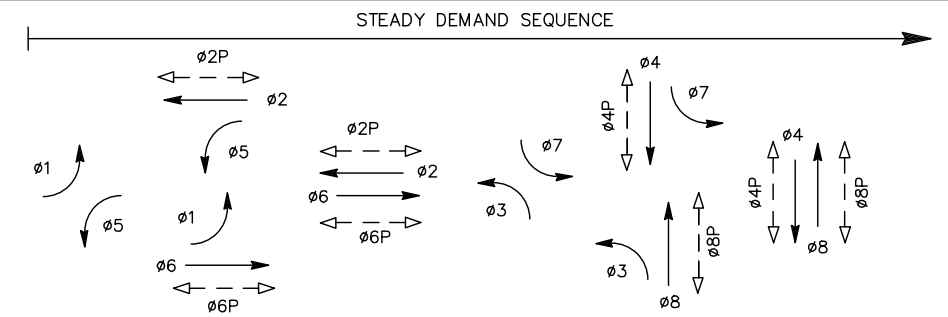 STEADY DEMAND SEQUENCE
ø1
ø5
ø2P
ø2
ø5
ø1
ø6
ø6P
ø2P
ø2
ø6
ø6P
ø7
ø3
ø4
ø4P
ø7
ø3
ø8P
ø8
ø4
ø4P
ø8P
ø8